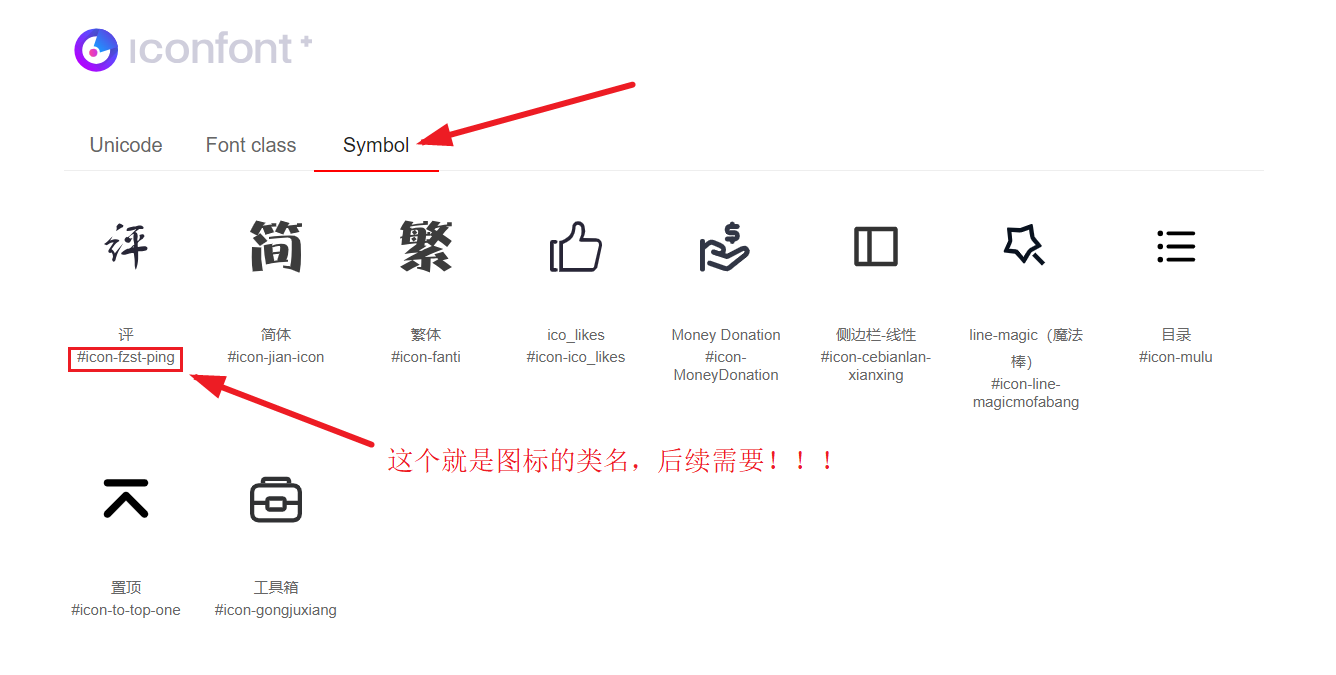 iconfont+
Unicode Font class Symbol
评 简 繁
评 简体 繁体 ico_likes Money Donation 侧边栏-线性 line-magic（魔法棒） 目录
#icon-fzst-ping #icon-jian-icon #icon-fanti #icon-ico_likes #icon-MoneyDonation #icon-cebianlan-xianxing #icon-line-magicmofabang #icon-mulu
这个就是图标的类名，后续需要！！！
置顶 工具箱
#icon-to-top-one #icon-gongjuxiang